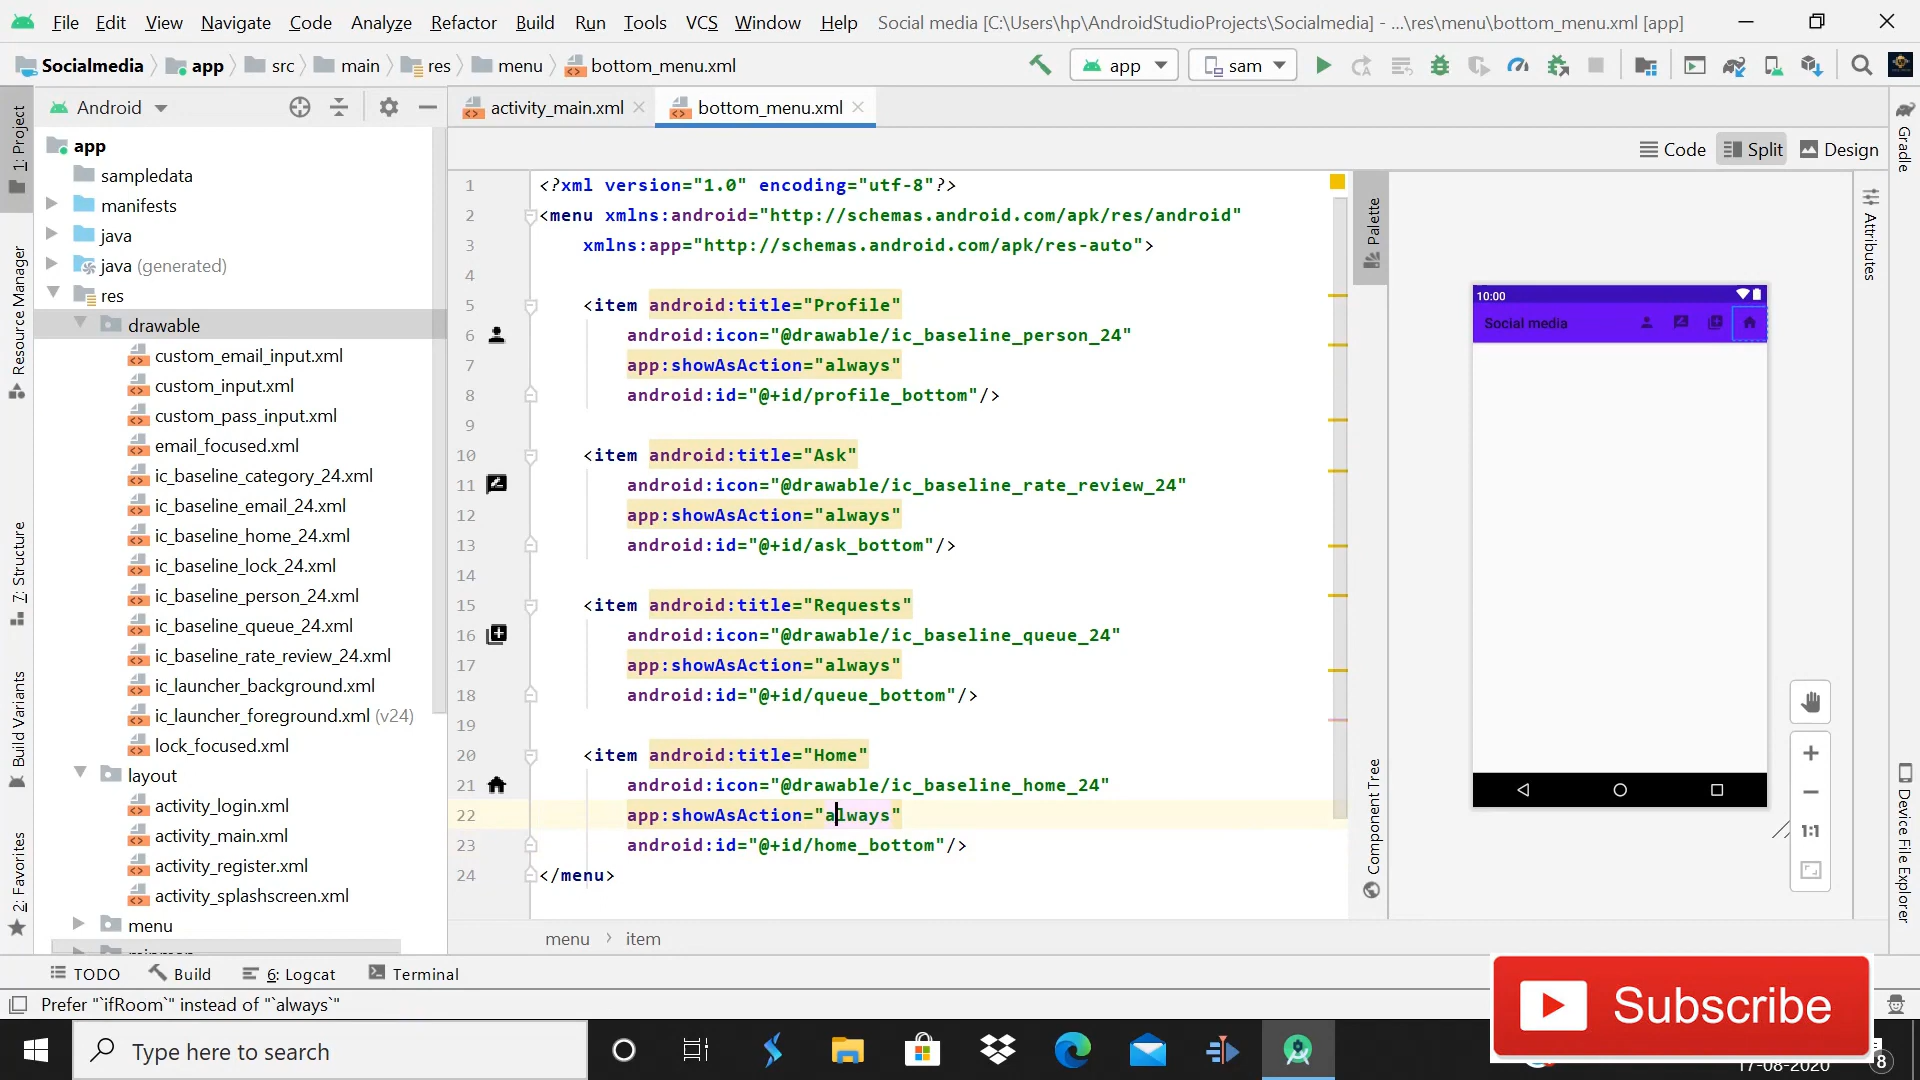 File Edit View Navigate Code Analyze Refactor Build Run Tools VCS Window Help Social media [C:\Users\hp\AndroidStudioProjects\Socialmedia] - ...\res\menu\bottom_menu.xml [app]
Socialmedia app src main res menu bottom_menu.xml app sam
Android activity_main.xml bottom_menu.xml
Code Split Design
1: Project
Resource Manager
7: Structure
Build Variants
2: Favorites
app
sampledata
manifests
java
java (generated)
res
drawable
custom_email_input.xml
custom_input.xml
custom_pass_input.xml
email_focused.xml
ic_baseline_category_24.xml
ic_baseline_email_24.xml
ic_baseline_home_24.xml
ic_baseline_lock_24.xml
ic_baseline_person_24.xml
ic_baseline_queue_24.xml
ic_baseline_rate_review_24.xml
ic_launcher_background.xml
ic_launcher_foreground.xml (v24)
lock_focused.xml
layout
activity_login.xml
activity_main.xml
activity_register.xml
activity_splashscreen.xml
menu
1 <?xml version="1.0" encoding="utf-8"?>
2 <menu xmlns:android="http://schemas.android.com/apk/res/android"
3 xmlns:app="http://schemas.android.com/apk/res-auto">
4
5 <item android:title="Profile"
6 android:icon="@drawable/ic_baseline_person_24"
7 app:showAsAction="always"
8 android:id="@+id/profile_bottom"/>
9
10 <item android:title="Ask"
11 android:icon="@drawable/ic_baseline_rate_review_24"
12 app:showAsAction="always"
13 android:id="@+id/ask_bottom"/>
14
15 <item android:title="Requests"
16 android:icon="@drawable/ic_baseline_queue_24"
17 app:showAsAction="always"
18 android:id="@+id/queue_bottom"/>
19
20 <item android:title="Home"
21 android:icon="@drawable/ic_baseline_home_24"
22 app:showAsAction="always"
23 android:id="@+id/home_bottom"/>
24 </menu>
menu item
Palette
Component Tree
10:00
Social media
1:1
Attributes
Gradle
Device File Explorer
TODO Build 6: Logcat Terminal
Prefer "`ifRoom`" instead of "`always`"
Subscribe
Type here to search
17-08-2020
8